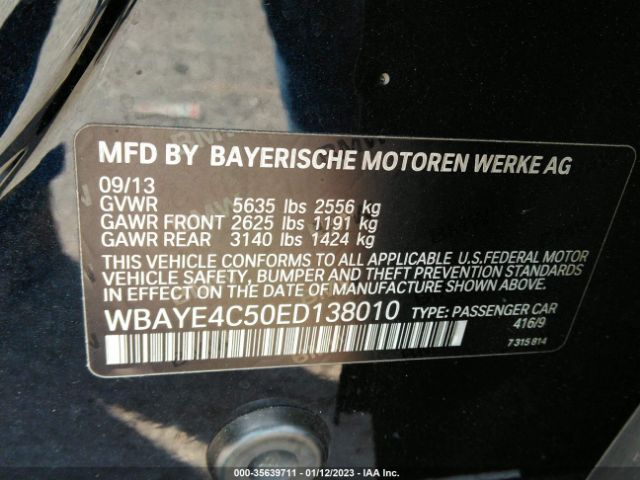 MFD BY BAYERISCHE MOTOREN WERKE AG
09/13
GVWR 5635 lbs 2556 kg
GAWR FRONT 2625 lbs 1191 kg
GAWR REAR 3140 lbs 1424 kg
THIS VEHICLE CONFORMS TO ALL APPLICABLE U.S. FEDERAL MOTOR
VEHICLE SAFETY, BUMPER AND THEFT PREVENTION STANDARDS
IN EFFECT ON THE DATE OF MANUFACTURE SHOWN ABOVE.
WBAYE4C50ED138010 TYPE: PASSENGER CAR
416/9
7 315 814
000-35639711 - 01/12/2023 - IAA Inc.